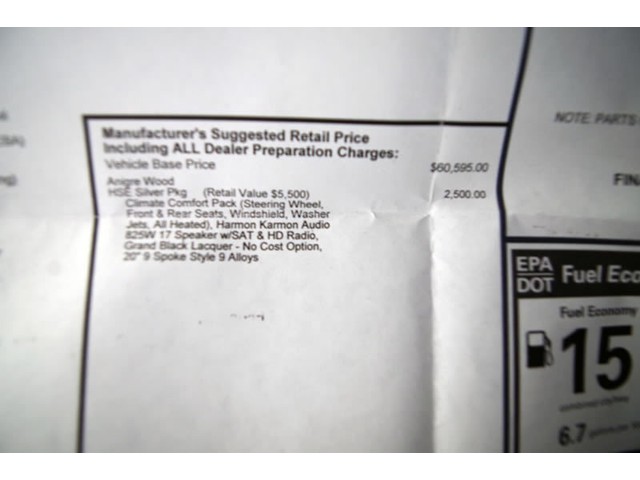 Manufacturer's Suggested Retail Price
Including ALL Dealer Preparation Charges:
Vehicle Base Price $60,595.00
Anigre Wood
HSE Silver Pkg (Retail Value $5,500) 2,500.00
Climate Comfort Pack (Steering Wheel,
Front & Rear Seats, Windshield, Washer
Jets, All Heated), Harmon Karmon Audio
825W 17 Speaker w/SAT & HD Radio,
Grand Black Lacquer - No Cost Option,
20" 9 Spoke Style 9 Alloys
NOTE: PARTS
FIN
EPA
DOT Fuel Eco
Fuel Economy
15
6.7